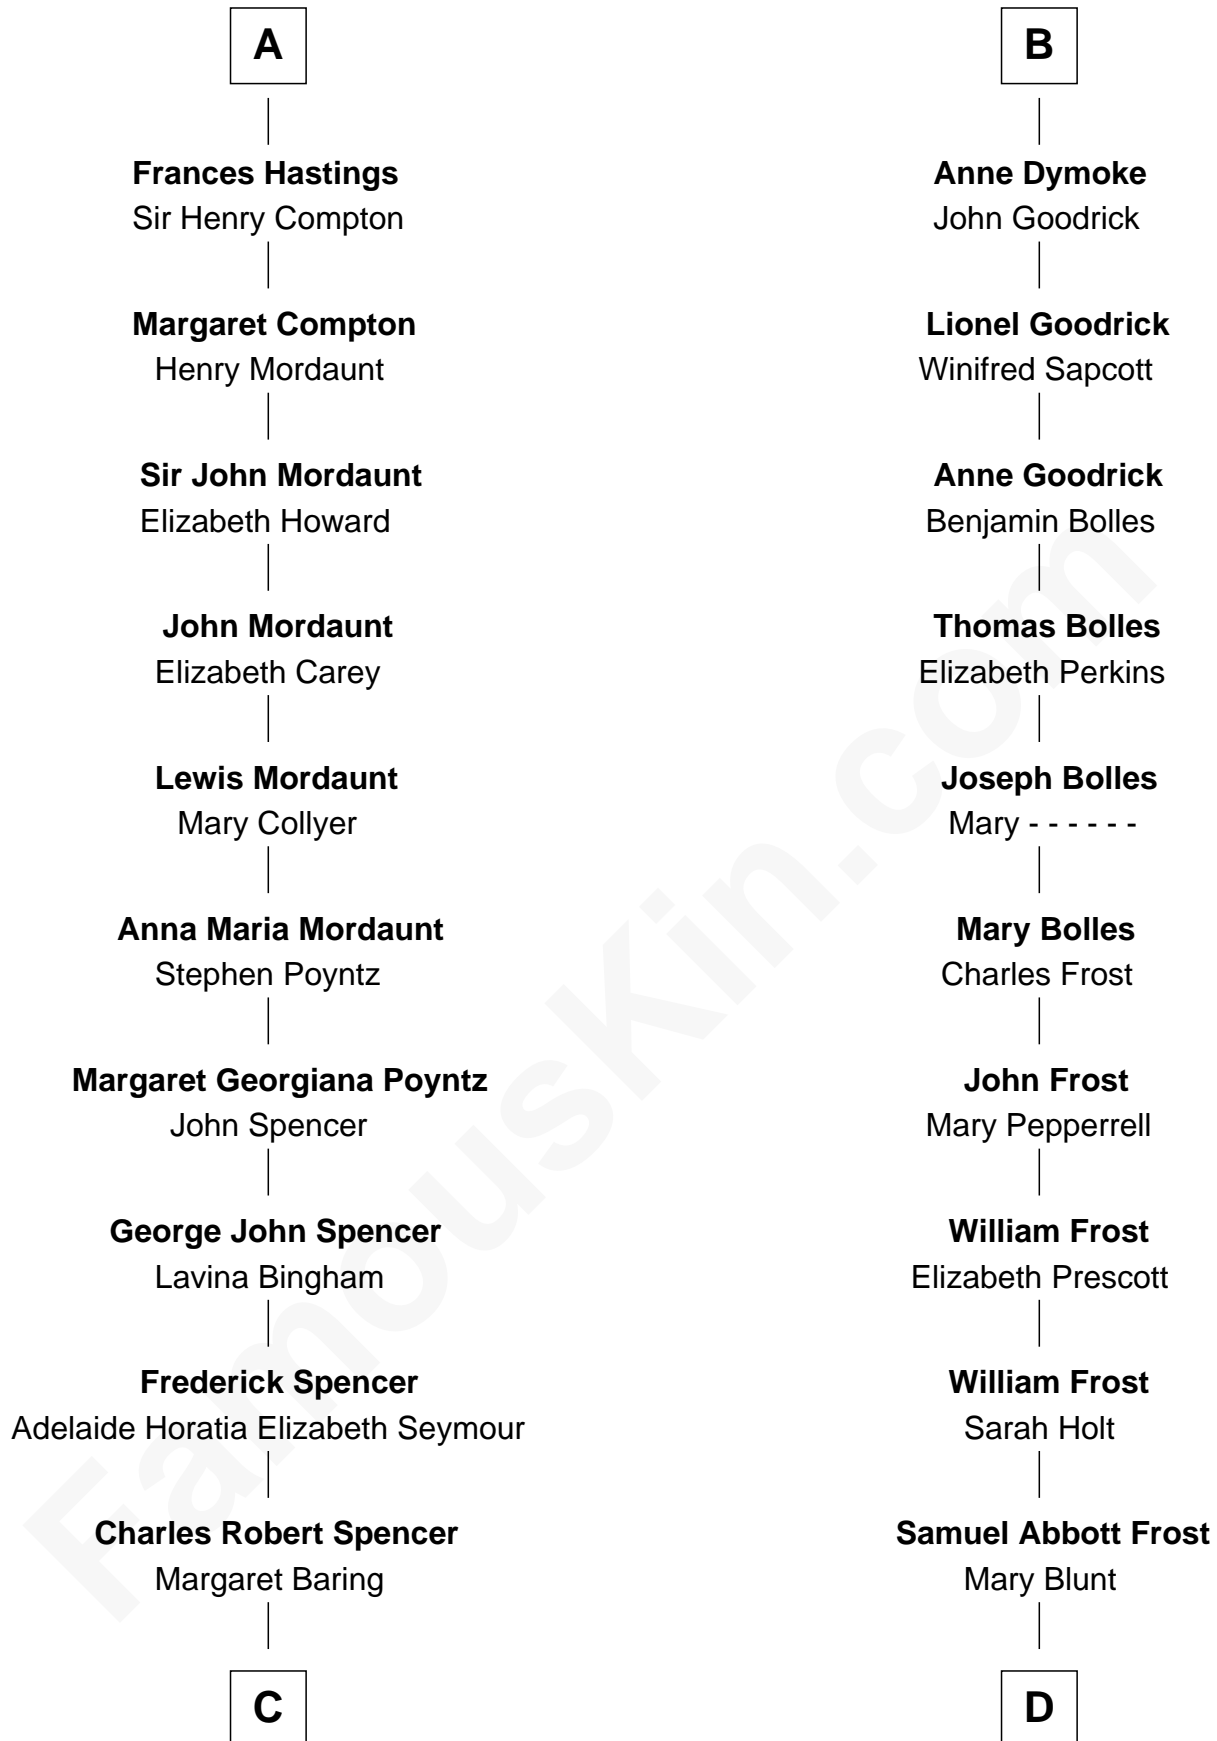 A
Frances Hastings
Sir Henry Compton
Margaret Compton
Henry Mordaunt
Sir John Mordaunt
Elizabeth Howard
John Mordaunt
Elizabeth Carey
Lewis Mordaunt
Mary Collyer
Anna Maria Mordaunt
Stephen Poyntz
Margaret Georgiana Poyntz
John Spencer
George John Spencer
Lavina Bingham
Frederick Spencer
Adelaide Horatia Elizabeth Seymour
Charles Robert Spencer
Margaret Baring
C
B
Anne Dymoke
John Goodrick
Lionel Goodrick
Winifred Sapcott
Anne Goodrick
Benjamin Bolles
Thomas Bolles
Elizabeth Perkins
Joseph Bolles
Mary - - - - - -
Mary Bolles
Charles Frost
John Frost
Mary Pepperrell
William Frost
Elizabeth Prescott
William Frost
Sarah Holt
Samuel Abbott Frost
Mary Blunt
D
FamousKin.com